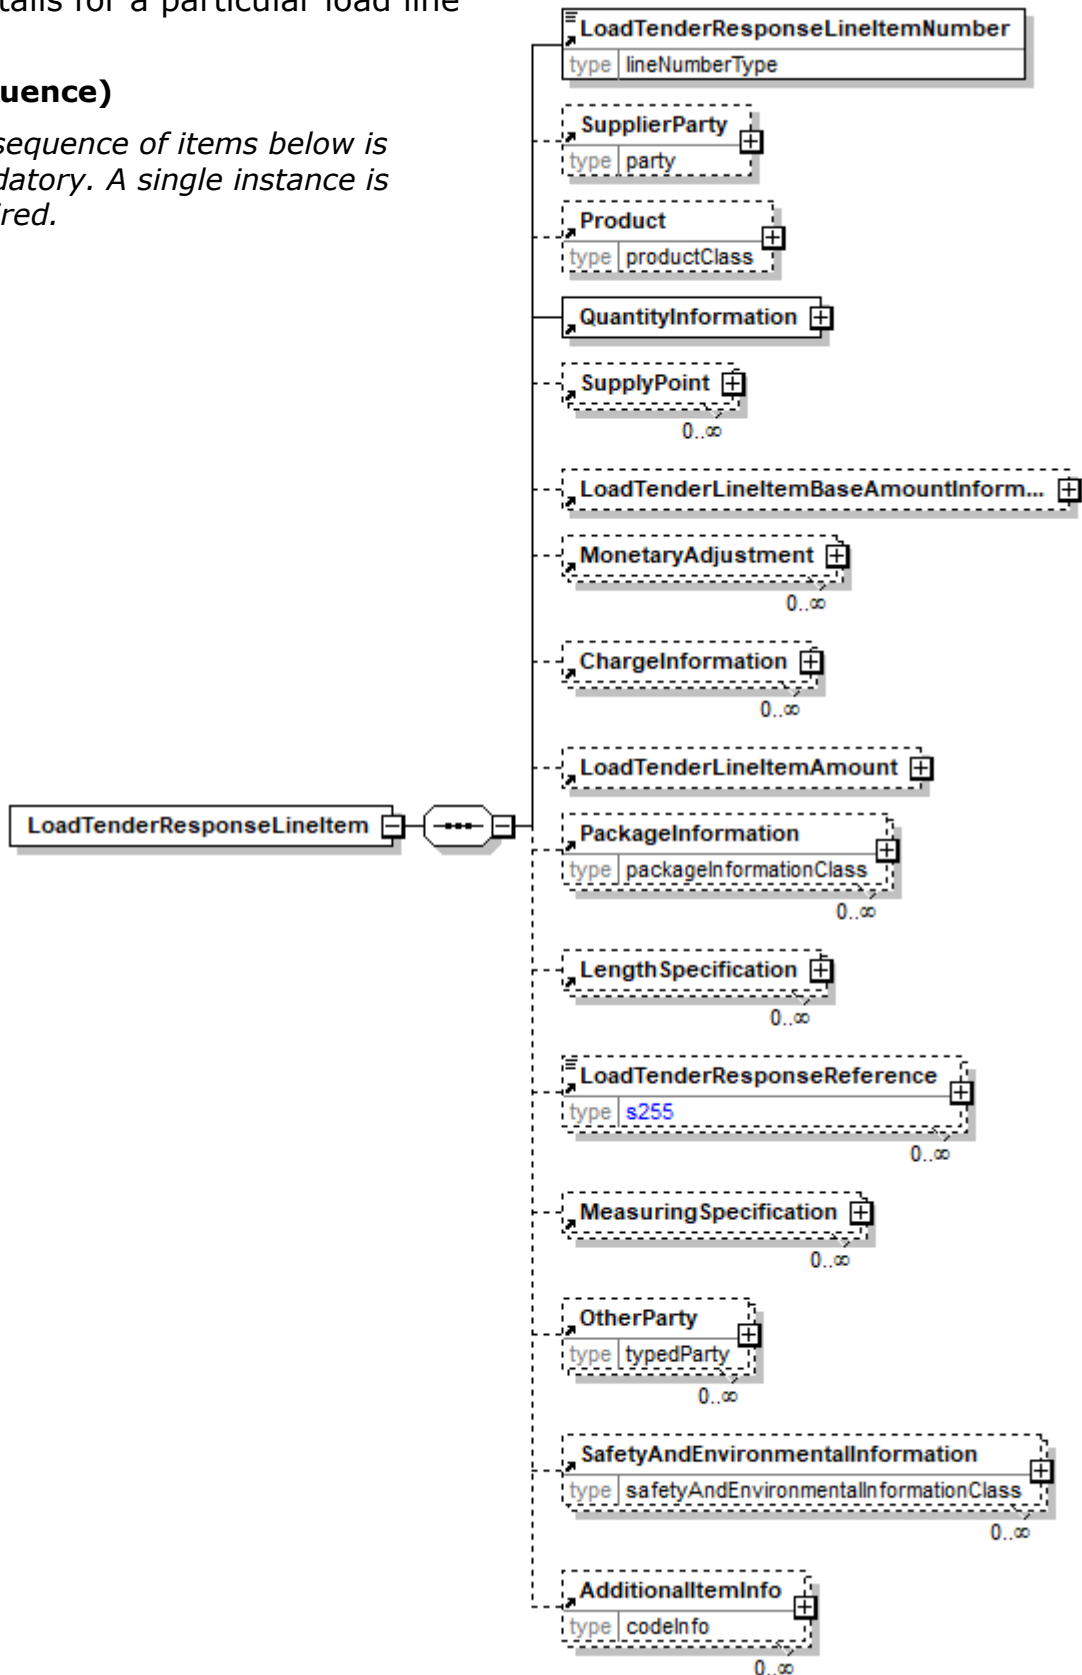 tails for a particular load line
uence)
sequence of items below is
datory. A single instance is
ired.
LoadTenderResponseLineItem
LoadTenderResponseLineItemNumber
type lineNumberType
SupplierParty
type party
Product
type productClass
QuantityInformation
SupplyPoint
0..∞
LoadTenderLineItemBaseAmountInform...
MonetaryAdjustment
0..∞
ChargeInformation
0..∞
LoadTenderLineItemAmount
PackageInformation
type packageInformationClass
0..∞
LengthSpecification
0..∞
LoadTenderResponseReference
type s255
0..∞
MeasuringSpecification
0..∞
OtherParty
type typedParty
0..∞
SafetyAndEnvironmentalInformation
type safetyAndEnvironmentalInformationClass
0..∞
AdditionalItemInfo
type codeInfo
0..∞